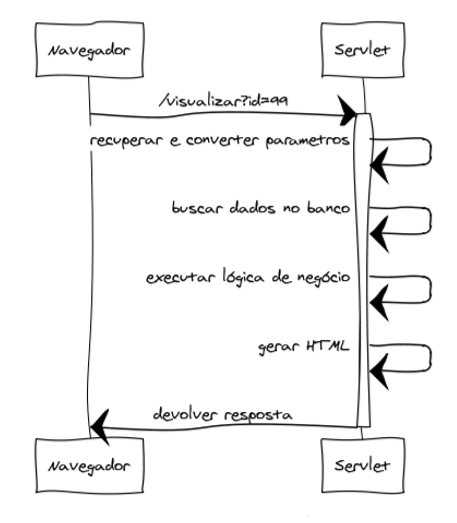 Navegador
Servlet
/visualizar?id=99
recuperar e converter parametros
buscar dados no banco
executar lógica de negócio
gerar HTML
devolver resposta
Navegador
Servlet